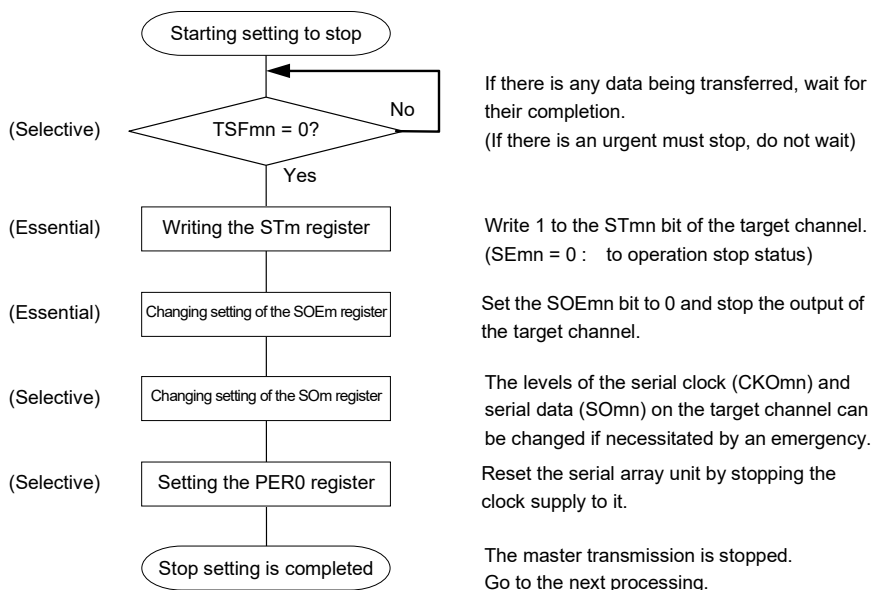 Starting setting to stop
(Selective)
TSFmn = 0?
No
Yes
If there is any data being transferred, wait for
their completion.
(If there is an urgent must stop, do not wait)
(Essential)
Writing the STm register
Write 1 to the STmn bit of the target channel.
(SEmn = 0 : to operation stop status)
(Essential)
Changing setting of the SOEm register
Set the SOEmn bit to 0 and stop the output of
the target channel.
(Selective)
Changing setting of the SOm register
The levels of the serial clock (CKOmn) and
serial data (SOmn) on the target channel can
be changed if necessitated by an emergency.
(Selective)
Setting the PER0 register
Reset the serial array unit by stopping the
clock supply to it.
Stop setting is completed
The master transmission is stopped.
Go to the next processing.